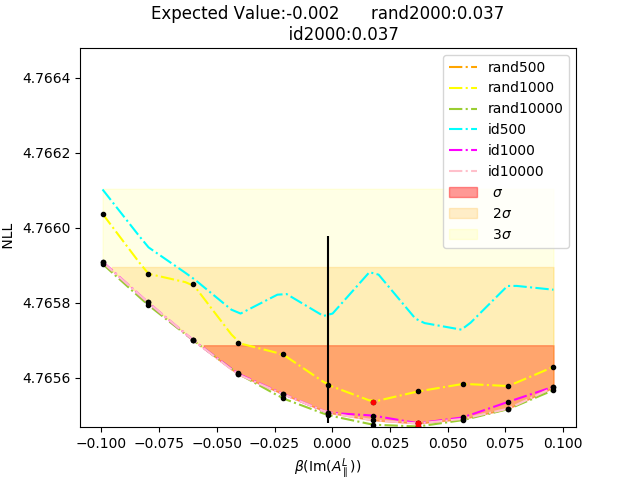 Expected Value:-0.002 rand2000:0.037
id2000:0.037
NLL
4.7664
4.7662
4.7660
4.7658
4.7656
rand500
rand1000
rand10000
id500
id1000
id10000
σ
2σ
3σ
−0.100 −0.075 −0.050 −0.025 0.000 0.025 0.050 0.075 0.100
β(Im(A∥ᴸ))